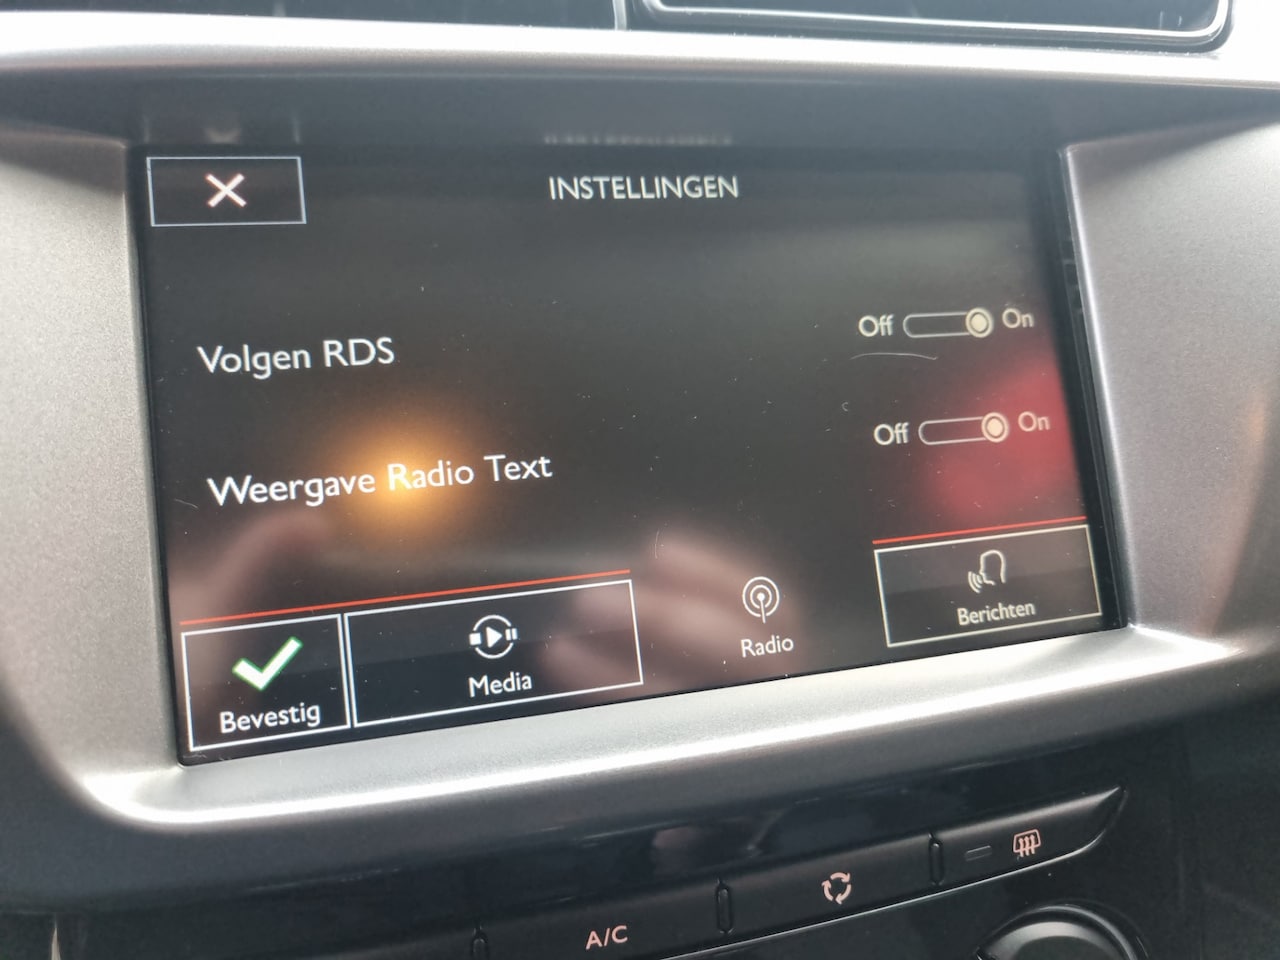 INSTELLINGEN
Volgen RDS
Off On
Weergave Radio Text
Off On
Bevestig
Media
Radio
Berichten
A/C